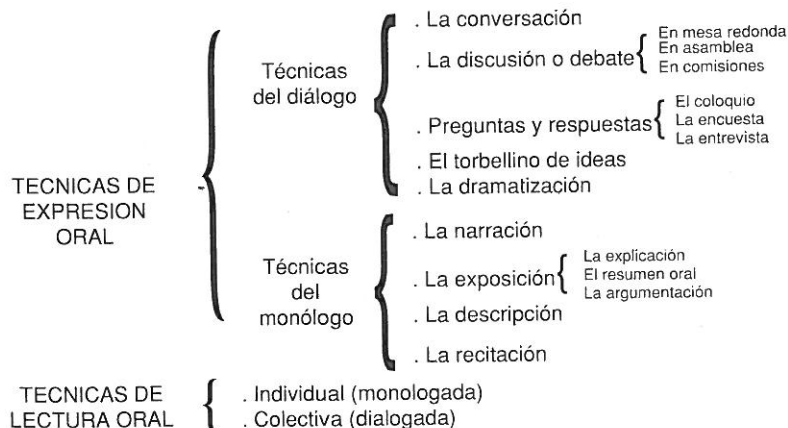 TECNICAS DE
EXPRESION
ORAL
Técnicas
del diálogo
. La conversación
. La discusión o debate
En mesa redonda
En asamblea
En comisiones
. Preguntas y respuestas
El coloquio
La encuesta
La entrevista
. El torbellino de ideas
. La dramatización
Técnicas
del
monólogo
. La narración
. La exposición
La explicación
El resumen oral
La argumentación
. La descripción
. La recitación
TECNICAS DE
LECTURA ORAL
. Individual (monologada)
. Colectiva (dialogada)